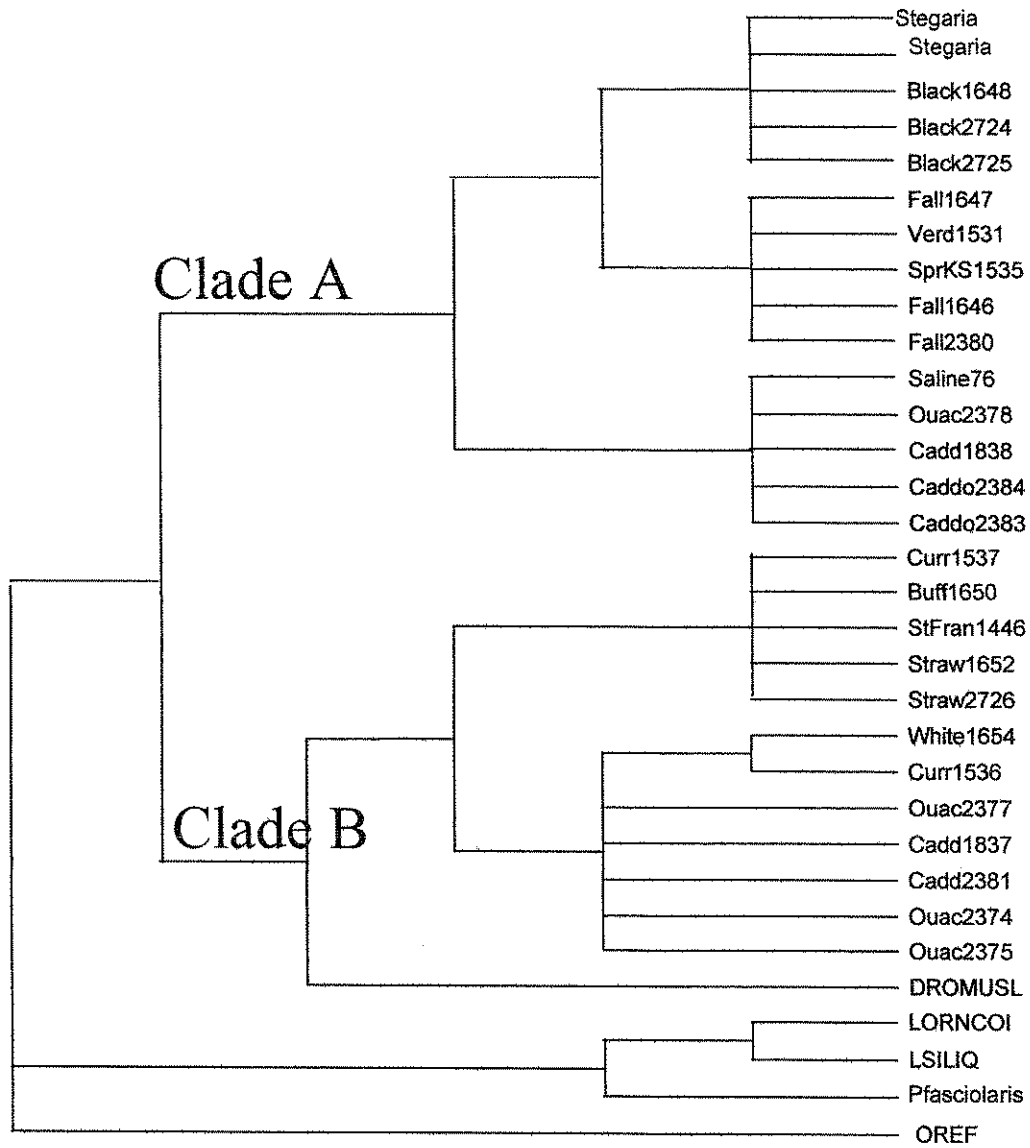 Stegaria
Stegaria
Black1648
Black2724
Black2725
Fall1647
Verd1531
SprKS1535
Clade A
Fall1646
Fall2380
Saline76
Ouac2378
Cadd1838
Caddo2384
Caddo2383
Curr1537
Buff1650
StFran1446
Straw1652
Straw2726
White1654
Curr1536
Ouac2377
Clade B
Cadd1837
Cadd2381
Ouac2374
Ouac2375
DROMUSL
LORNCOI
LSILIQ
Pfasciolaris
OREF